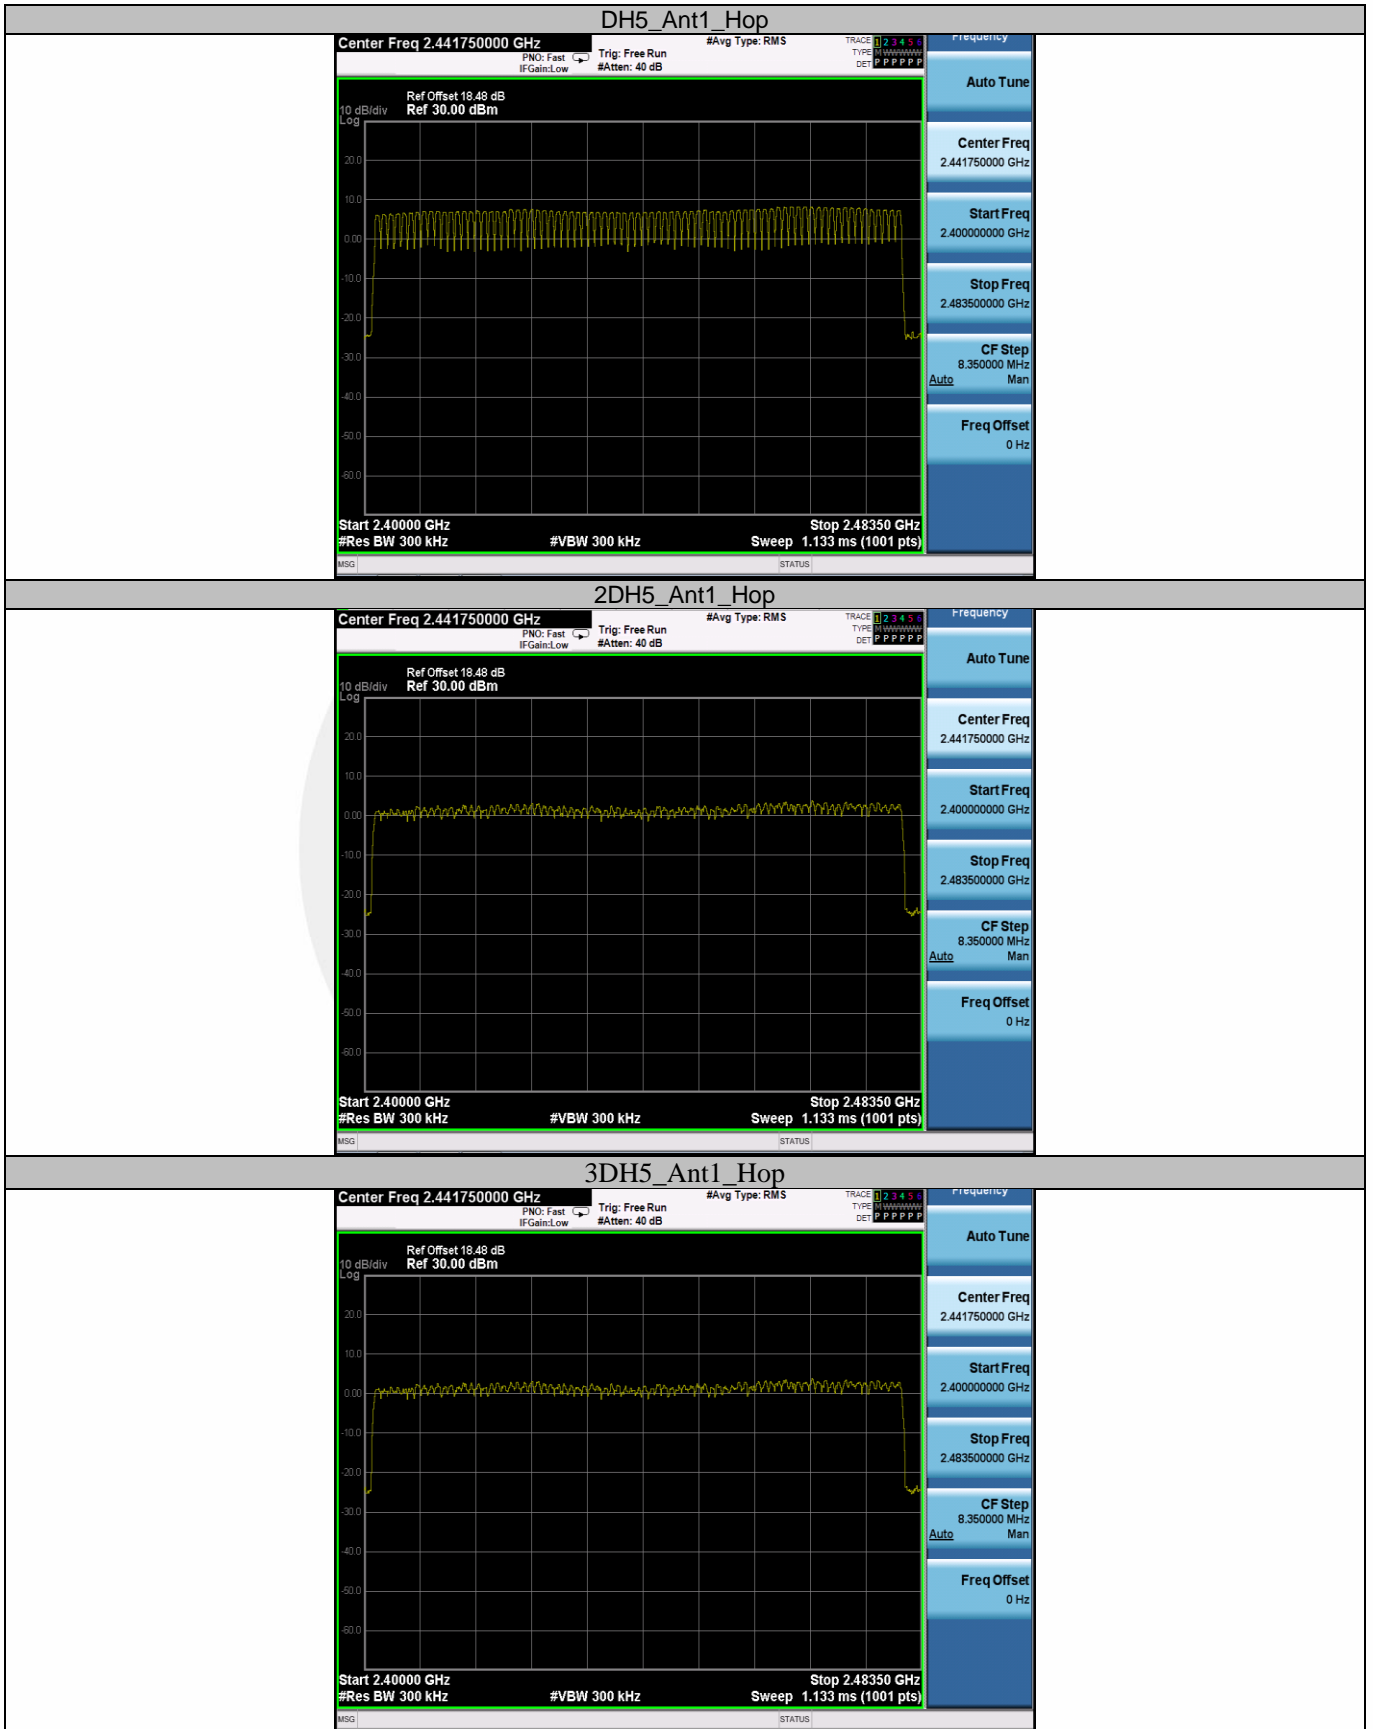 DH5_Ant1_Hop
Center Freq 2.441750000 GHz
#Avg Type: RMS
TRACE 1 2 3 4 5 6
Frequency
PNO: Fast
Trig: Free Run
TYPE M WWWWW
IFGain:Low
#Atten: 40 dB
DET P P P P P P
Auto Tune
Ref Offset 18.48 dB
10 dB/div
Ref 30.00 dBm
Log
Center Freq
2.441750000 GHz
20.0
10.0
Start Freq
2.400000000 GHz
0.00
-10.0
Stop Freq
2.483500000 GHz
-20.0
-30.0
CF Step
8.350000 MHz
Auto Man
-40.0
Freq Offset
0 Hz
-50.0
-60.0
Start 2.40000 GHz
Stop 2.48350 GHz
#Res BW 300 kHz
#VBW 300 kHz
Sweep 1.133 ms (1001 pts)
MSG
STATUS
2DH5_Ant1_Hop
Center Freq 2.441750000 GHz
#Avg Type: RMS
TRACE 1 2 3 4 5 6
Frequency
PNO: Fast
Trig: Free Run
TYPE M WWWWW
IFGain:Low
#Atten: 40 dB
DET P P P P P P
Auto Tune
Ref Offset 18.48 dB
10 dB/div
Ref 30.00 dBm
Log
Center Freq
2.441750000 GHz
20.0
10.0
Start Freq
2.400000000 GHz
0.00
-10.0
Stop Freq
2.483500000 GHz
-20.0
-30.0
CF Step
8.350000 MHz
Auto Man
-40.0
Freq Offset
0 Hz
-50.0
-60.0
Start 2.40000 GHz
Stop 2.48350 GHz
#Res BW 300 kHz
#VBW 300 kHz
Sweep 1.133 ms (1001 pts)
MSG
STATUS
3DH5_Ant1_Hop
Center Freq 2.441750000 GHz
#Avg Type: RMS
TRACE 1 2 3 4 5 6
Frequency
PNO: Fast
Trig: Free Run
TYPE M WWWWW
IFGain:Low
#Atten: 40 dB
DET P P P P P P
Auto Tune
Ref Offset 18.48 dB
10 dB/div
Ref 30.00 dBm
Log
Center Freq
2.441750000 GHz
20.0
10.0
Start Freq
2.400000000 GHz
0.00
-10.0
Stop Freq
2.483500000 GHz
-20.0
-30.0
CF Step
8.350000 MHz
Auto Man
-40.0
Freq Offset
0 Hz
-50.0
-60.0
Start 2.40000 GHz
Stop 2.48350 GHz
#Res BW 300 kHz
#VBW 300 kHz
Sweep 1.133 ms (1001 pts)
MSG
STATUS